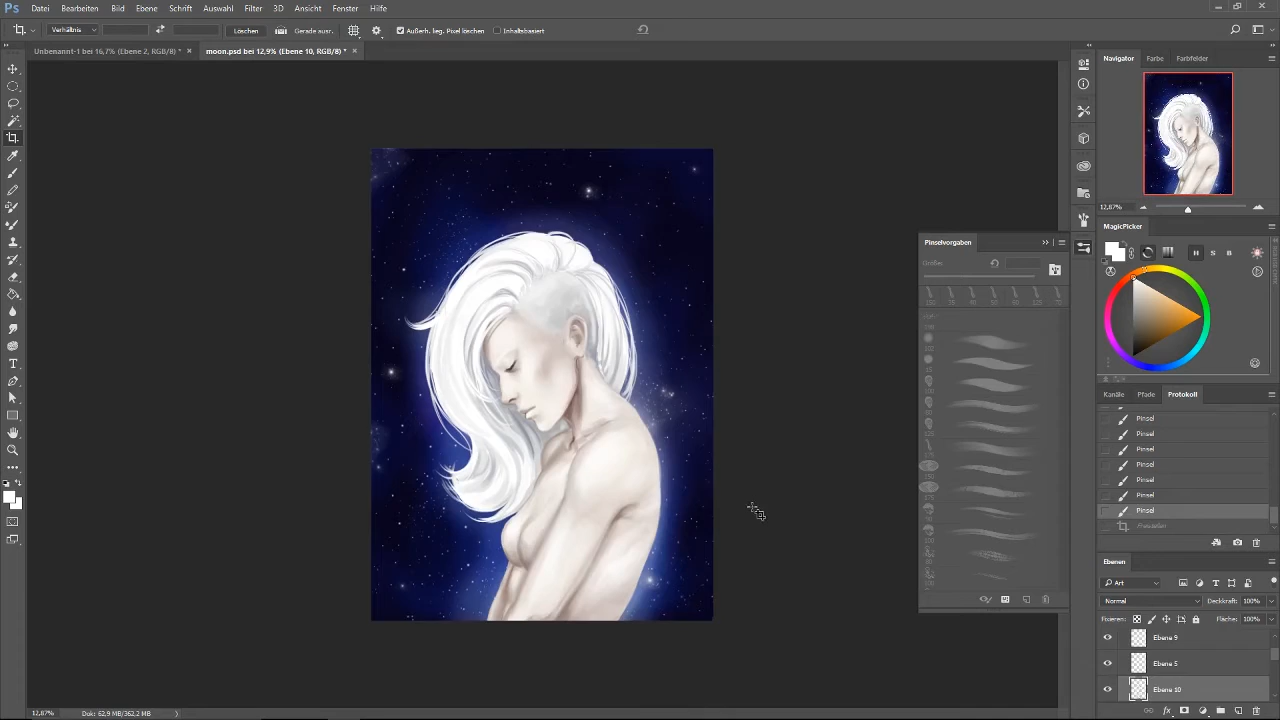 Ps Datei Bearbeiten Bild Ebene Schrift Auswahl Filter 3D Ansicht Fenster Hilfe
Verhältnis Löschen Gerade ausr. Außerh. lieg. Pixel löschen Inhaltsbasiert
Unbenannt-1 bei 16,7% (Ebene 2, RGB/8) * × moon.psd bei 12,9% (Ebene 10, RGB/8) * ×
Navigator Farbe Farbfelder
12,87%
MagicPicker
H S B
Pinselvorgaben
Größe:
Kanäle Pfade Protokoll
Pinsel
Pinsel
Pinsel
Pinsel
Pinsel
Pinsel
Pinsel
Freistellen
Ebenen
Art
Normal Deckkraft: 100%
Fixieren: Fläche: 100%
Ebene 9
Ebene 5
Ebene 10
12,87% Dok: 62,9 MB/362,2 MB